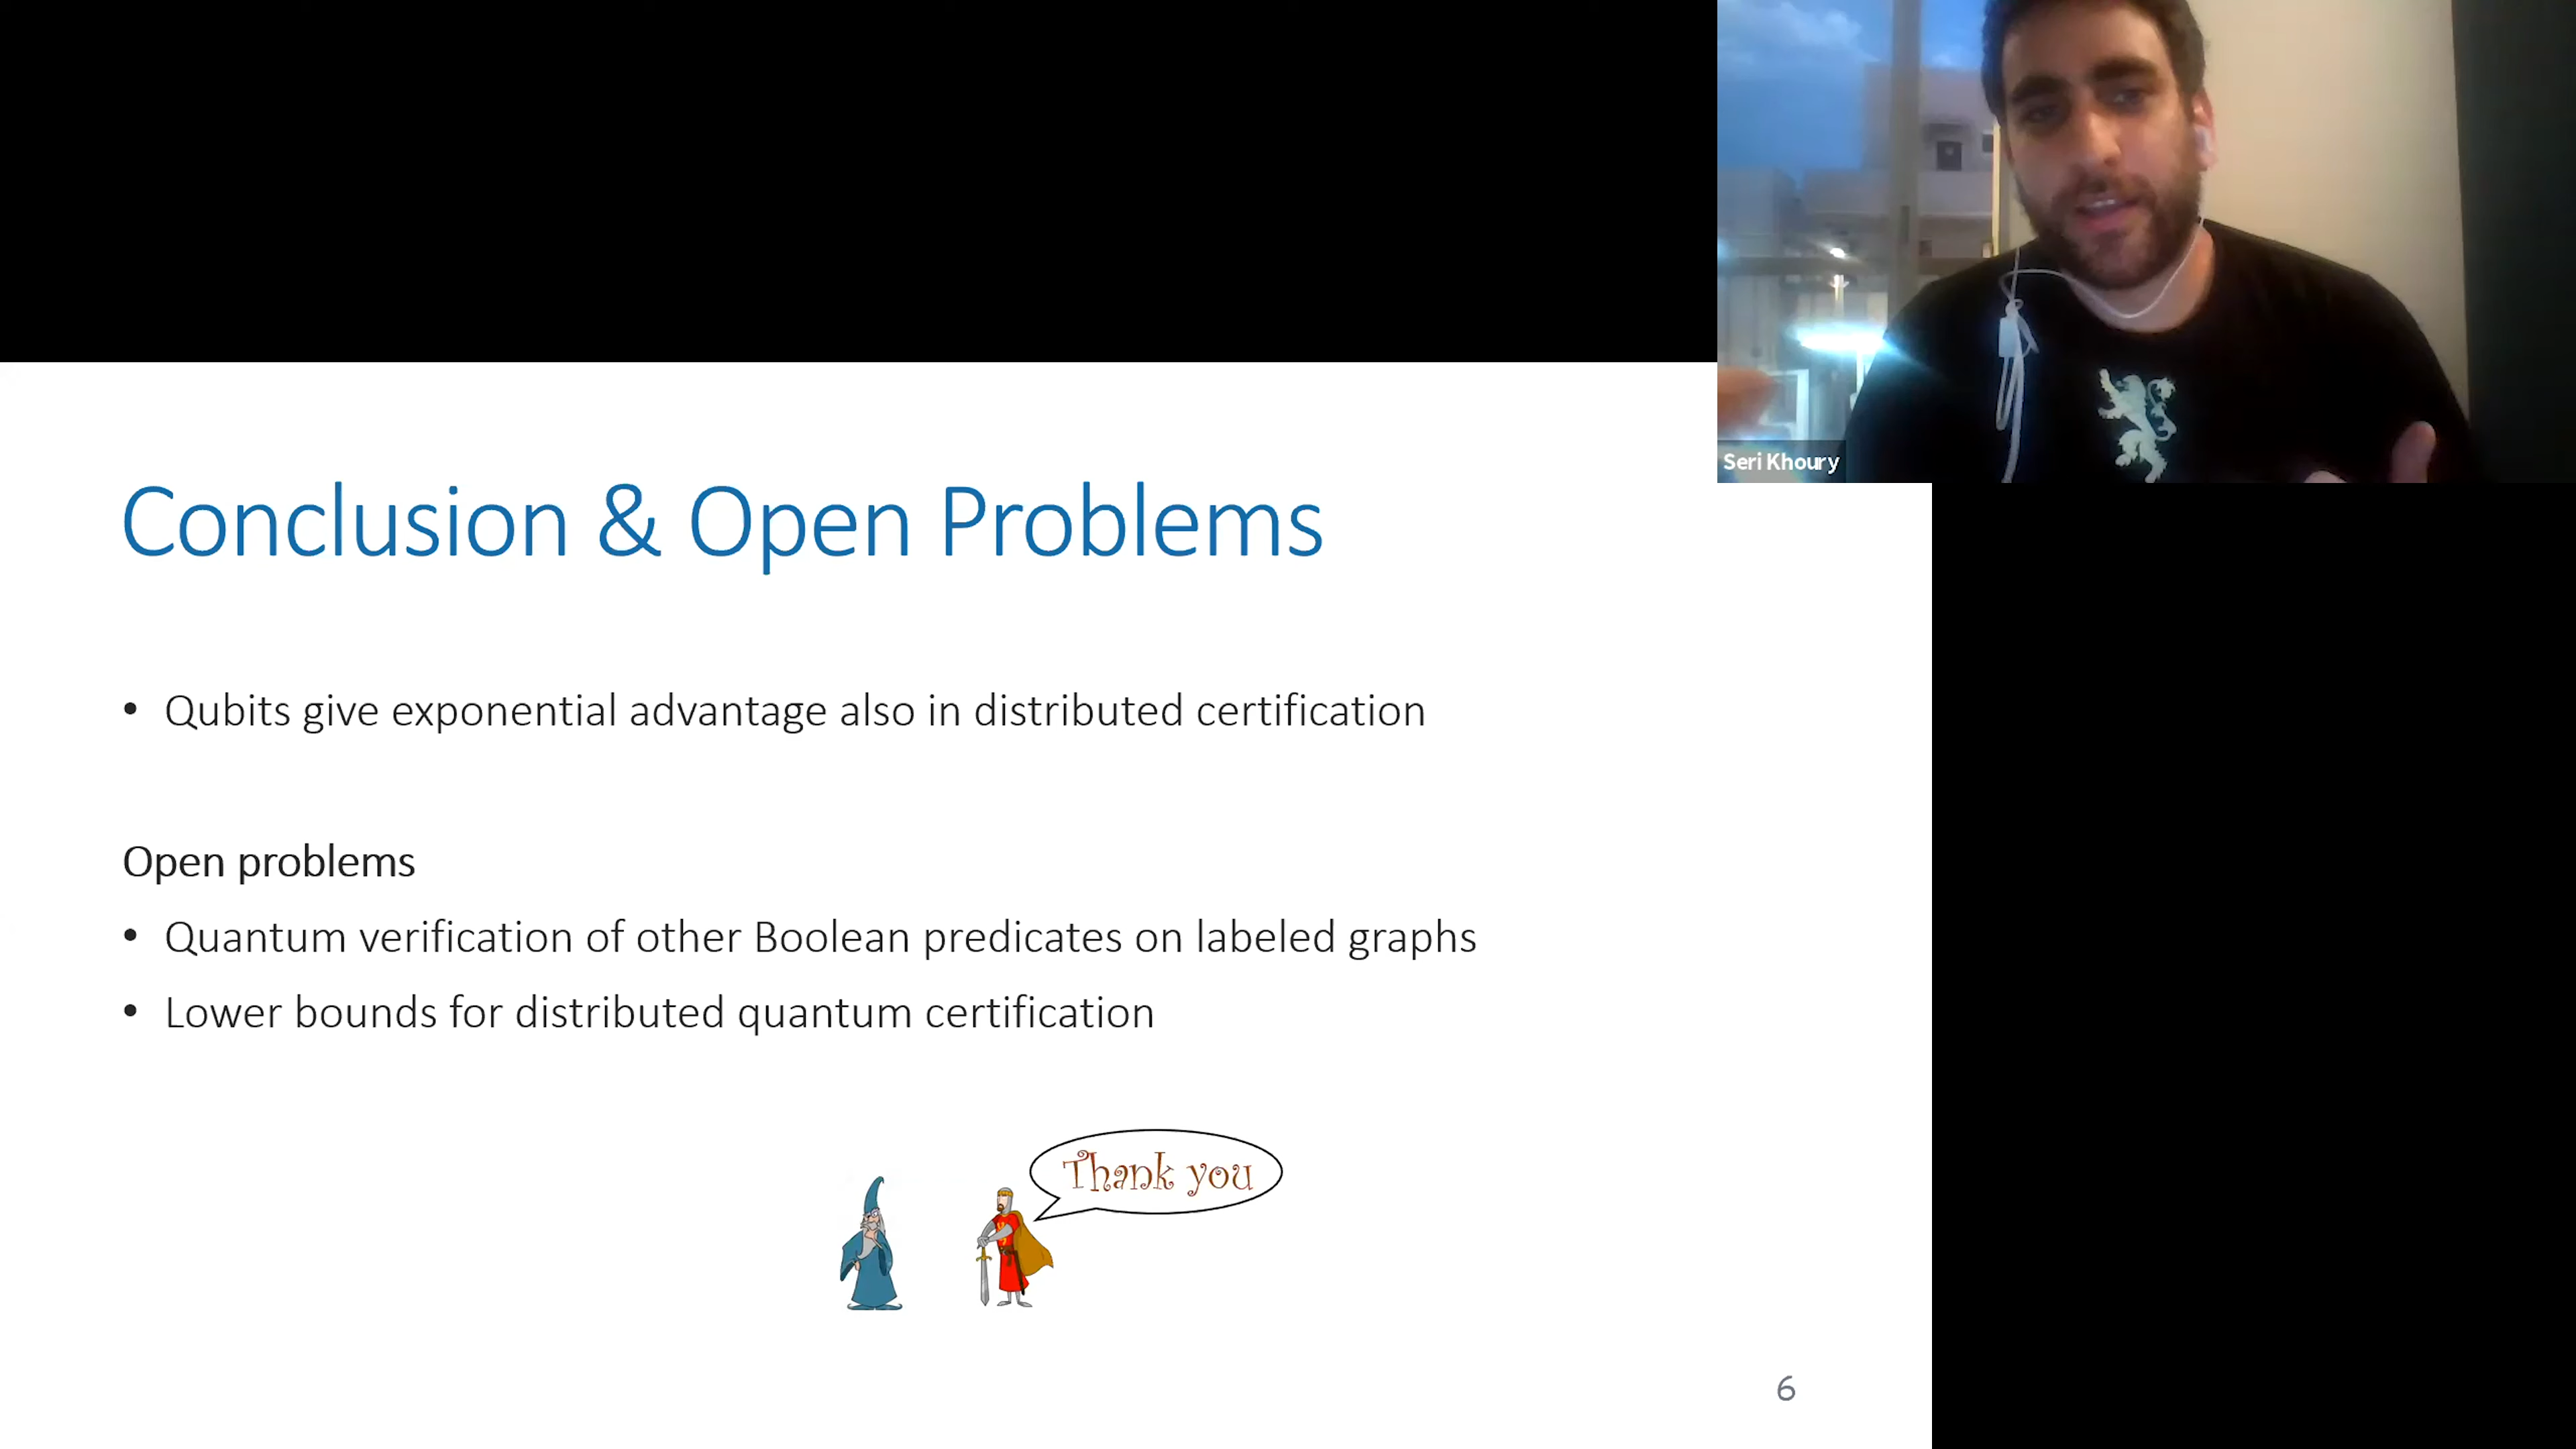 Seri Khoury
Conclusion & Open Problems
• Qubits give exponential advantage also in distributed certification
Open problems
• Quantum verification of other Boolean predicates on labeled graphs
• Lower bounds for distributed quantum certification
Thank you
6